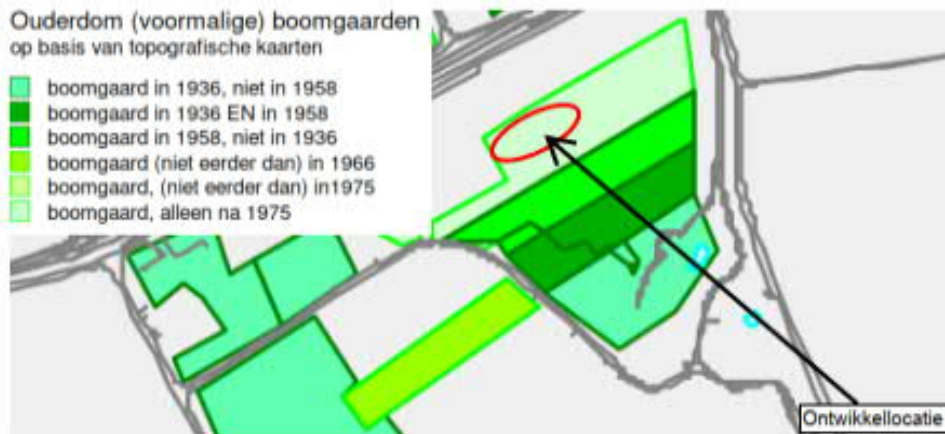 Ouderdom (voormalige) boomgaarden
op basis van topografische kaarten
boomgaard in 1936, niet in 1958
boomgaard in 1936 EN in 1958
boomgaard in 1958, niet in 1936
boomgaard (niet eerder dan) in 1966
boomgaard, (niet eerder dan) in1975
boomgaard, alleen na 1975
Ontwikkellocatie